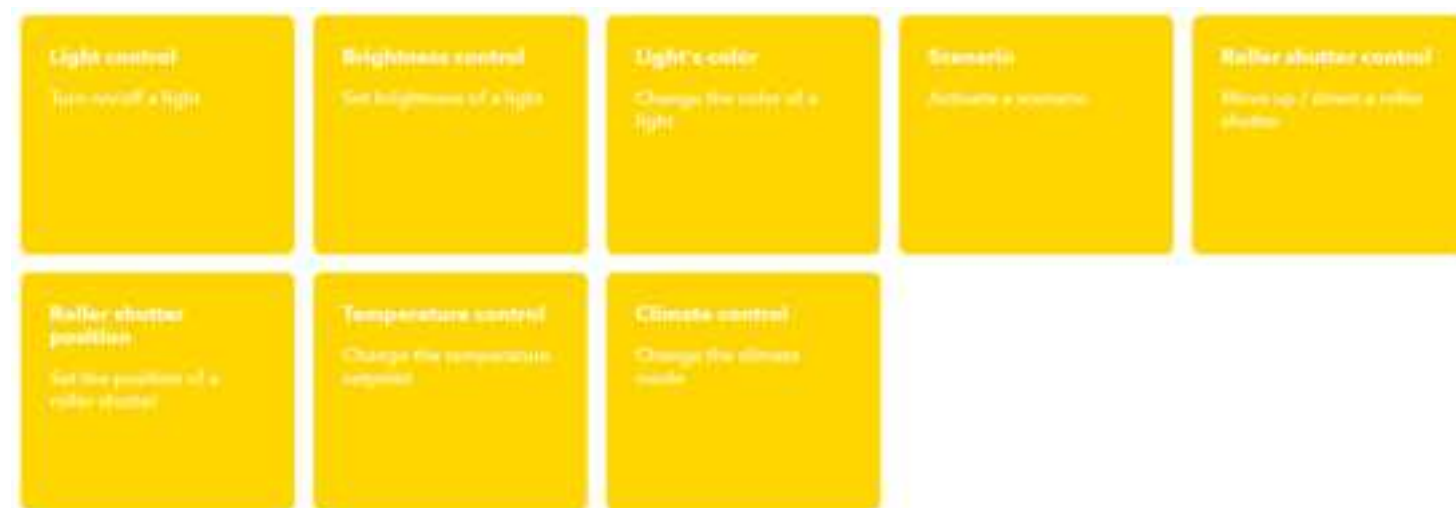 Light control
Turn on/off a light
Brightness control
Set brightness of a light
Light's color
Change the color of a
light
Scenario
Activate a scenario
Roller shutter control
Move up / down a roller
shutter
Roller shutter
position
Set the position of a
roller shutter
Temperature control
Change the temperature
setpoint
Climate control
Change the climate
mode